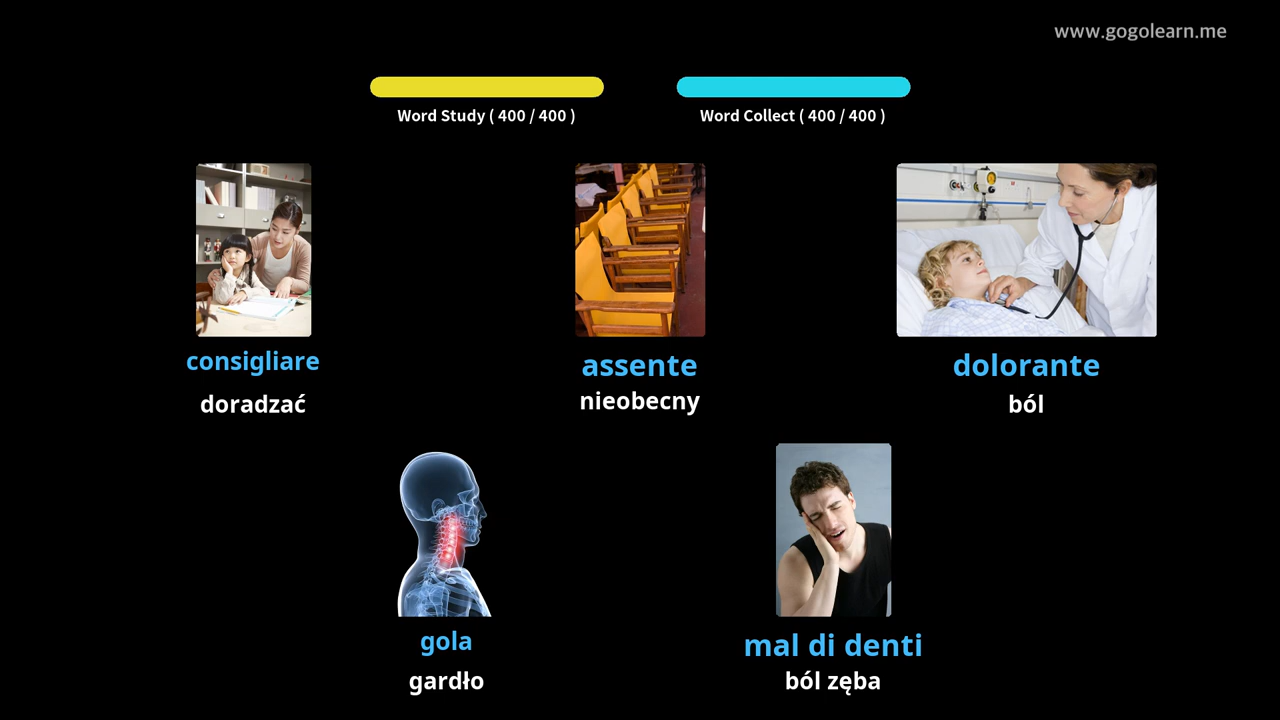 www.gogolearn.me
Word Study ( 400 / 400 )
Word Collect ( 400 / 400 )
consigliare
doradzać
assente
nieobecny
dolorante
ból
gola
gardło
mal di denti
ból zęba